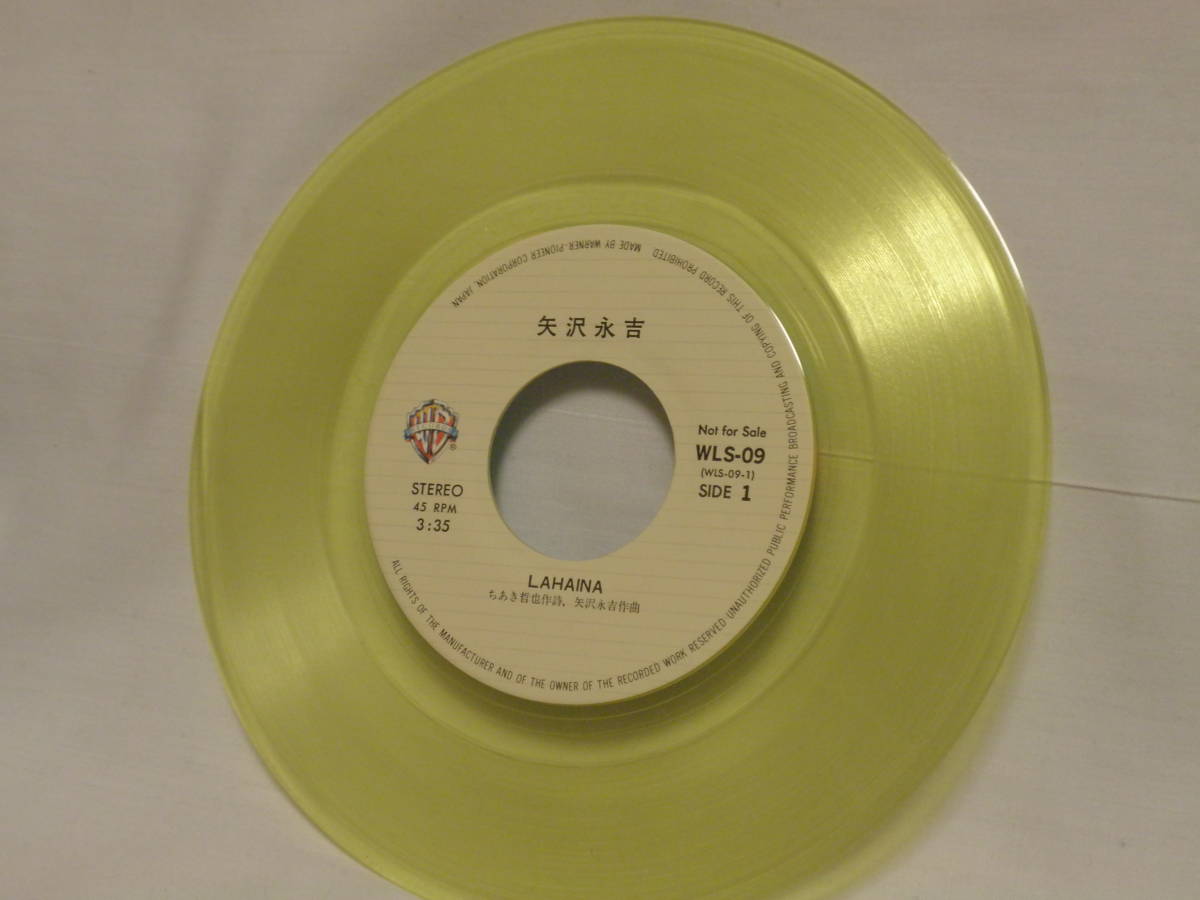 矢沢永吉
Not for Sale
WLS-09
(WLS-09-1)
SIDE 1
STEREO
45 RPM
3:35
LAHAINA
ちあき哲也作詩，矢沢永吉作曲
ALL RIGHTS OF THE MANUFACTURER AND OF THE OWNER OF THE RECORDED WORK RESERVED UNAUTHORIZED PUBLIC PERFORMANCE BROADCASTING AND COPYING OF THIS RECORD PROHIBITED. MADE BY WARNER-PIONEER CORPORATION, JAPAN